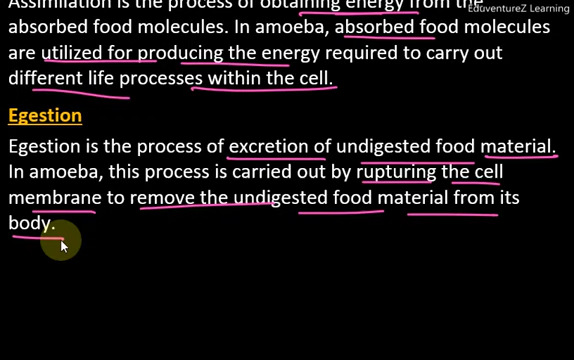 Assimilation is the process of obtaining energy from the
EduventureZ Learning
absorbed food molecules. In amoeba, absorbed food molecules
are utilized for producing the energy required to carry out
different life processes within the cell.
Egestion
Egestion is the process of excretion of undigested food material.
In amoeba, this process is carried out by rupturing the cell
membrane to remove the undigested food material from its
body.